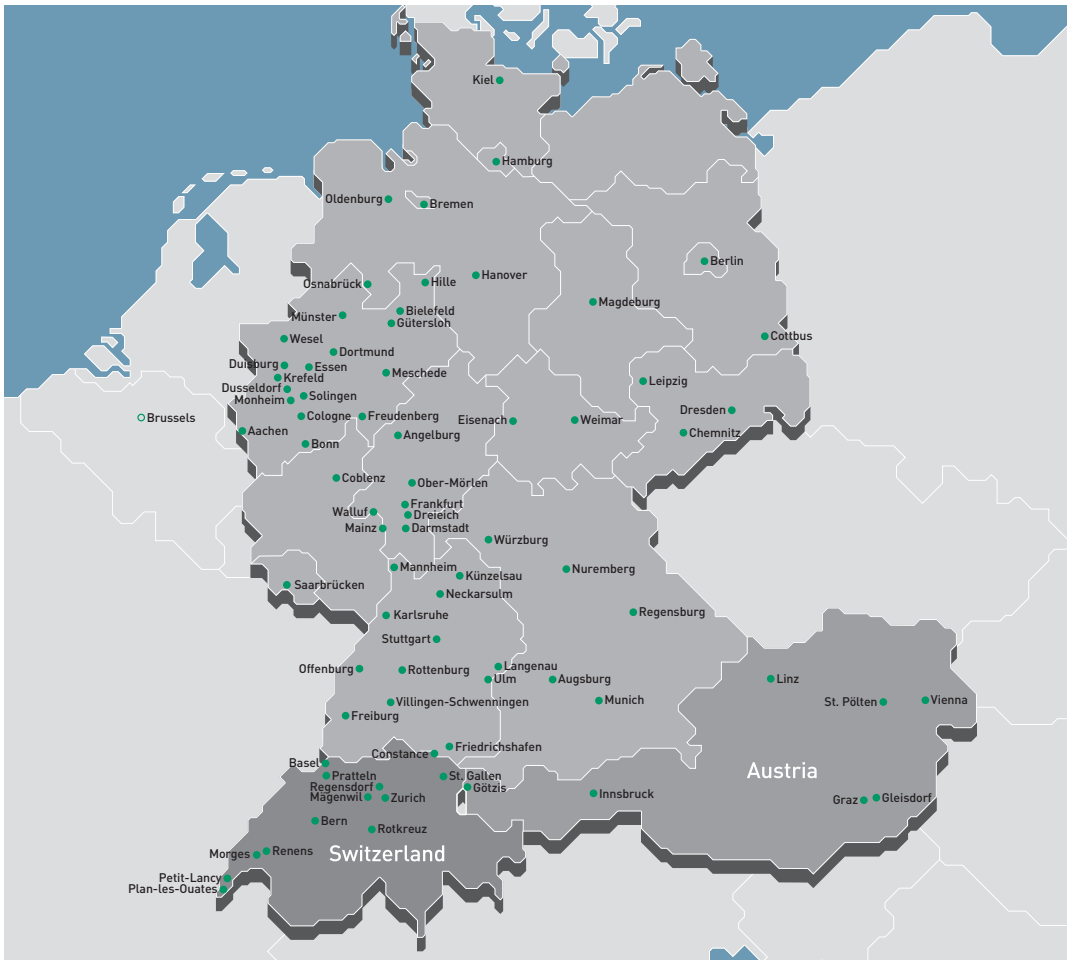 Kiel
Hamburg
Oldenburg
Bremen
Berlin
Osnabrück
Hille
Hanover
Magdeburg
Münster
Bielefeld
Gütersloh
Cottbus
Wesel
Dortmund
Duisburg
Essen
Meschede
Krefeld
Leipzig
Dusseldorf
Solingen
Monheim
Dresden
Brussels
Cologne
Freudenberg
Eisenach
Weimar
Aachen
Angelburg
Chemnitz
Bonn
Coblenz
Ober-Mörlen
Frankfurt
Walluf
Dreieich
Mainz
Darmstadt
Würzburg
Mannheim
Künzelsau
Nuremberg
Saarbrücken
Neckarsulm
Karlsruhe
Regensburg
Stuttgart
Offenburg
Rottenburg
Langenau
Ulm
Augsburg
Linz
Villingen-Schwenningen
Munich
St. Pölten
Vienna
Freiburg
Constance
Friedrichshafen
Basel
Pratteln
St. Gallen
Austria
Regensdorf
Götzis
Mägenwil
Zurich
Innsbruck
Graz
Gleisdorf
Bern
Rotkreuz
Morges
Renens
Switzerland
Petit-Lancy
Plan-les-Ouates